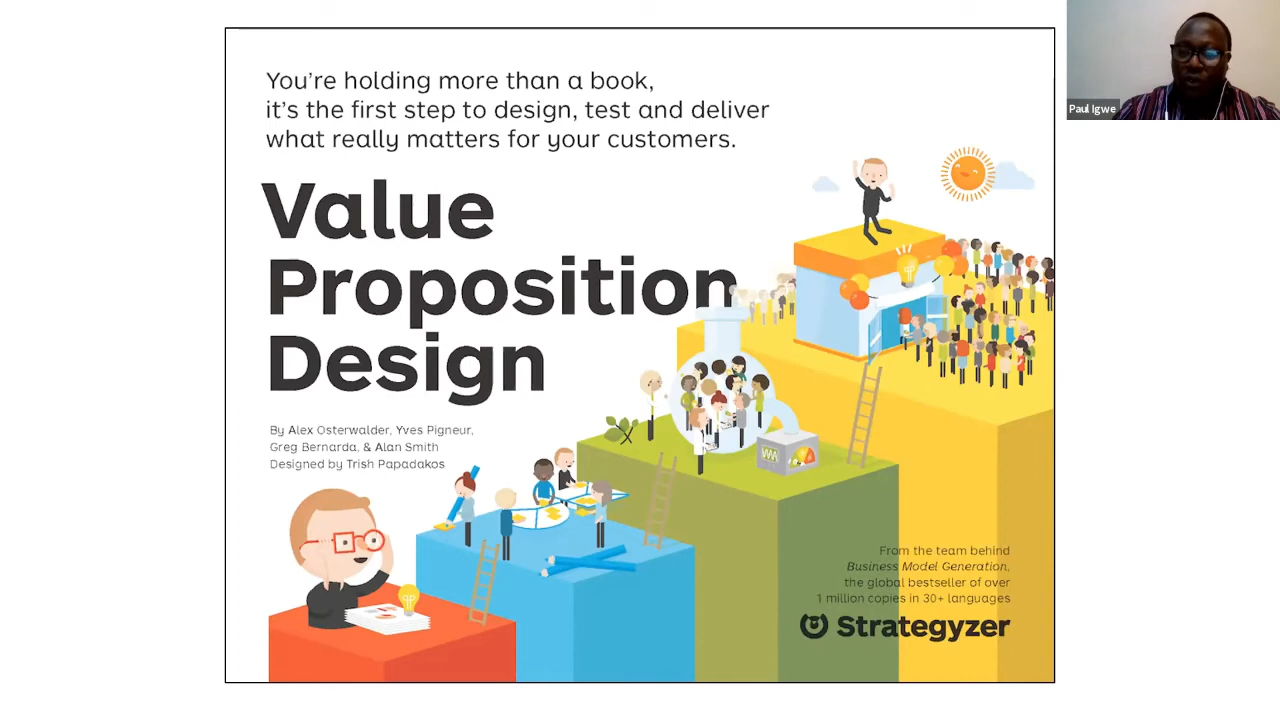 You're holding more than a book,
it's the first step to design, test and deliver
what really matters for your customers.
Value
Proposition
Design
By Alex Osterwalder, Yves Pigneur,
Greg Bernarda, & Alan Smith
Designed by Trish Papadakos
From the team behind
Business Model Generation,
the global bestseller of over
1 million copies in 30+ languages
Strategyzer
Paul Igwe